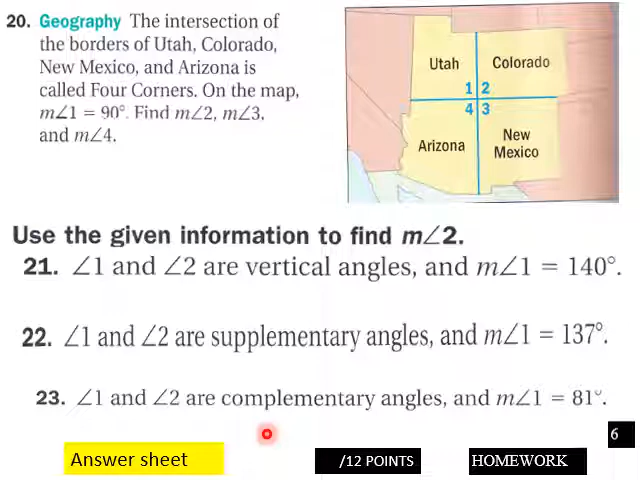 20. Geography The intersection of
the borders of Utah, Colorado,
New Mexico, and Arizona is
called Four Corners. On the map,
m∠1 = 90°. Find m∠2, m∠3,
and m∠4.
Utah Colorado
1 2
4 3
Arizona New
Mexico
Use the given information to find m∠2.
21. ∠1 and ∠2 are vertical angles, and m∠1 = 140°.
22. ∠1 and ∠2 are supplementary angles, and m∠1 = 137°.
23. ∠1 and ∠2 are complementary angles, and m∠1 = 81°.
6
Answer sheet
/12 POINTS
HOMEWORK